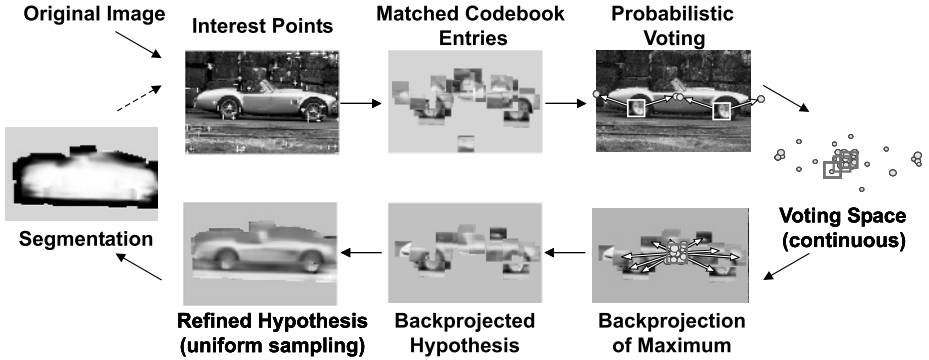 Original Image
Interest Points
Matched Codebook
Entries
Probabilistic
Voting
Voting Space
(continuous)
Segmentation
Refined Hypothesis
(uniform sampling)
Backprojected
Hypothesis
Backprojection
of Maximum